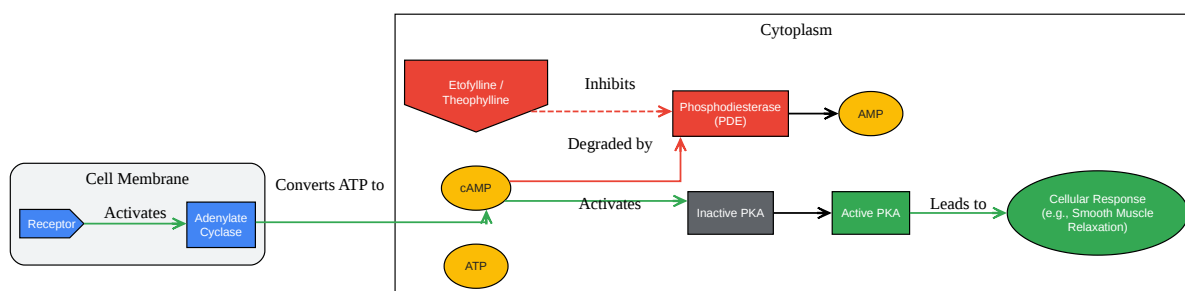 Cytoplasm
Etofylline /
Theophylline
Inhibits
Phosphodiesterase
(PDE)
AMP
Degraded by
Cell Membrane
Converts ATP to
cAMP
Receptor
Activates
Adenylate
Cyclase
Activates
Inactive PKA
Active PKA
Leads to
Cellular Response
(e.g., Smooth Muscle
Relaxation)
ATP